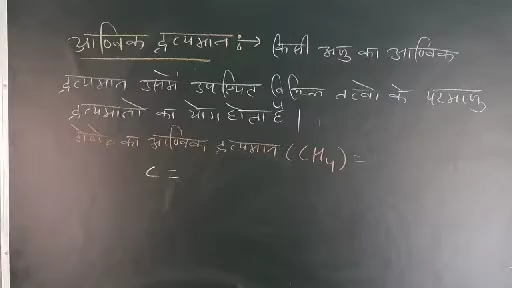 आण्विक द्रव्यमान :→ किसी अणु का आण्विक
द्रव्यमान उसमें उपस्थित विभिन्न तत्वों के परमाणु
द्रव्यमानों का योग होता है |
मेथेन का आण्विक द्रव्यमान (CH₄) =
C =